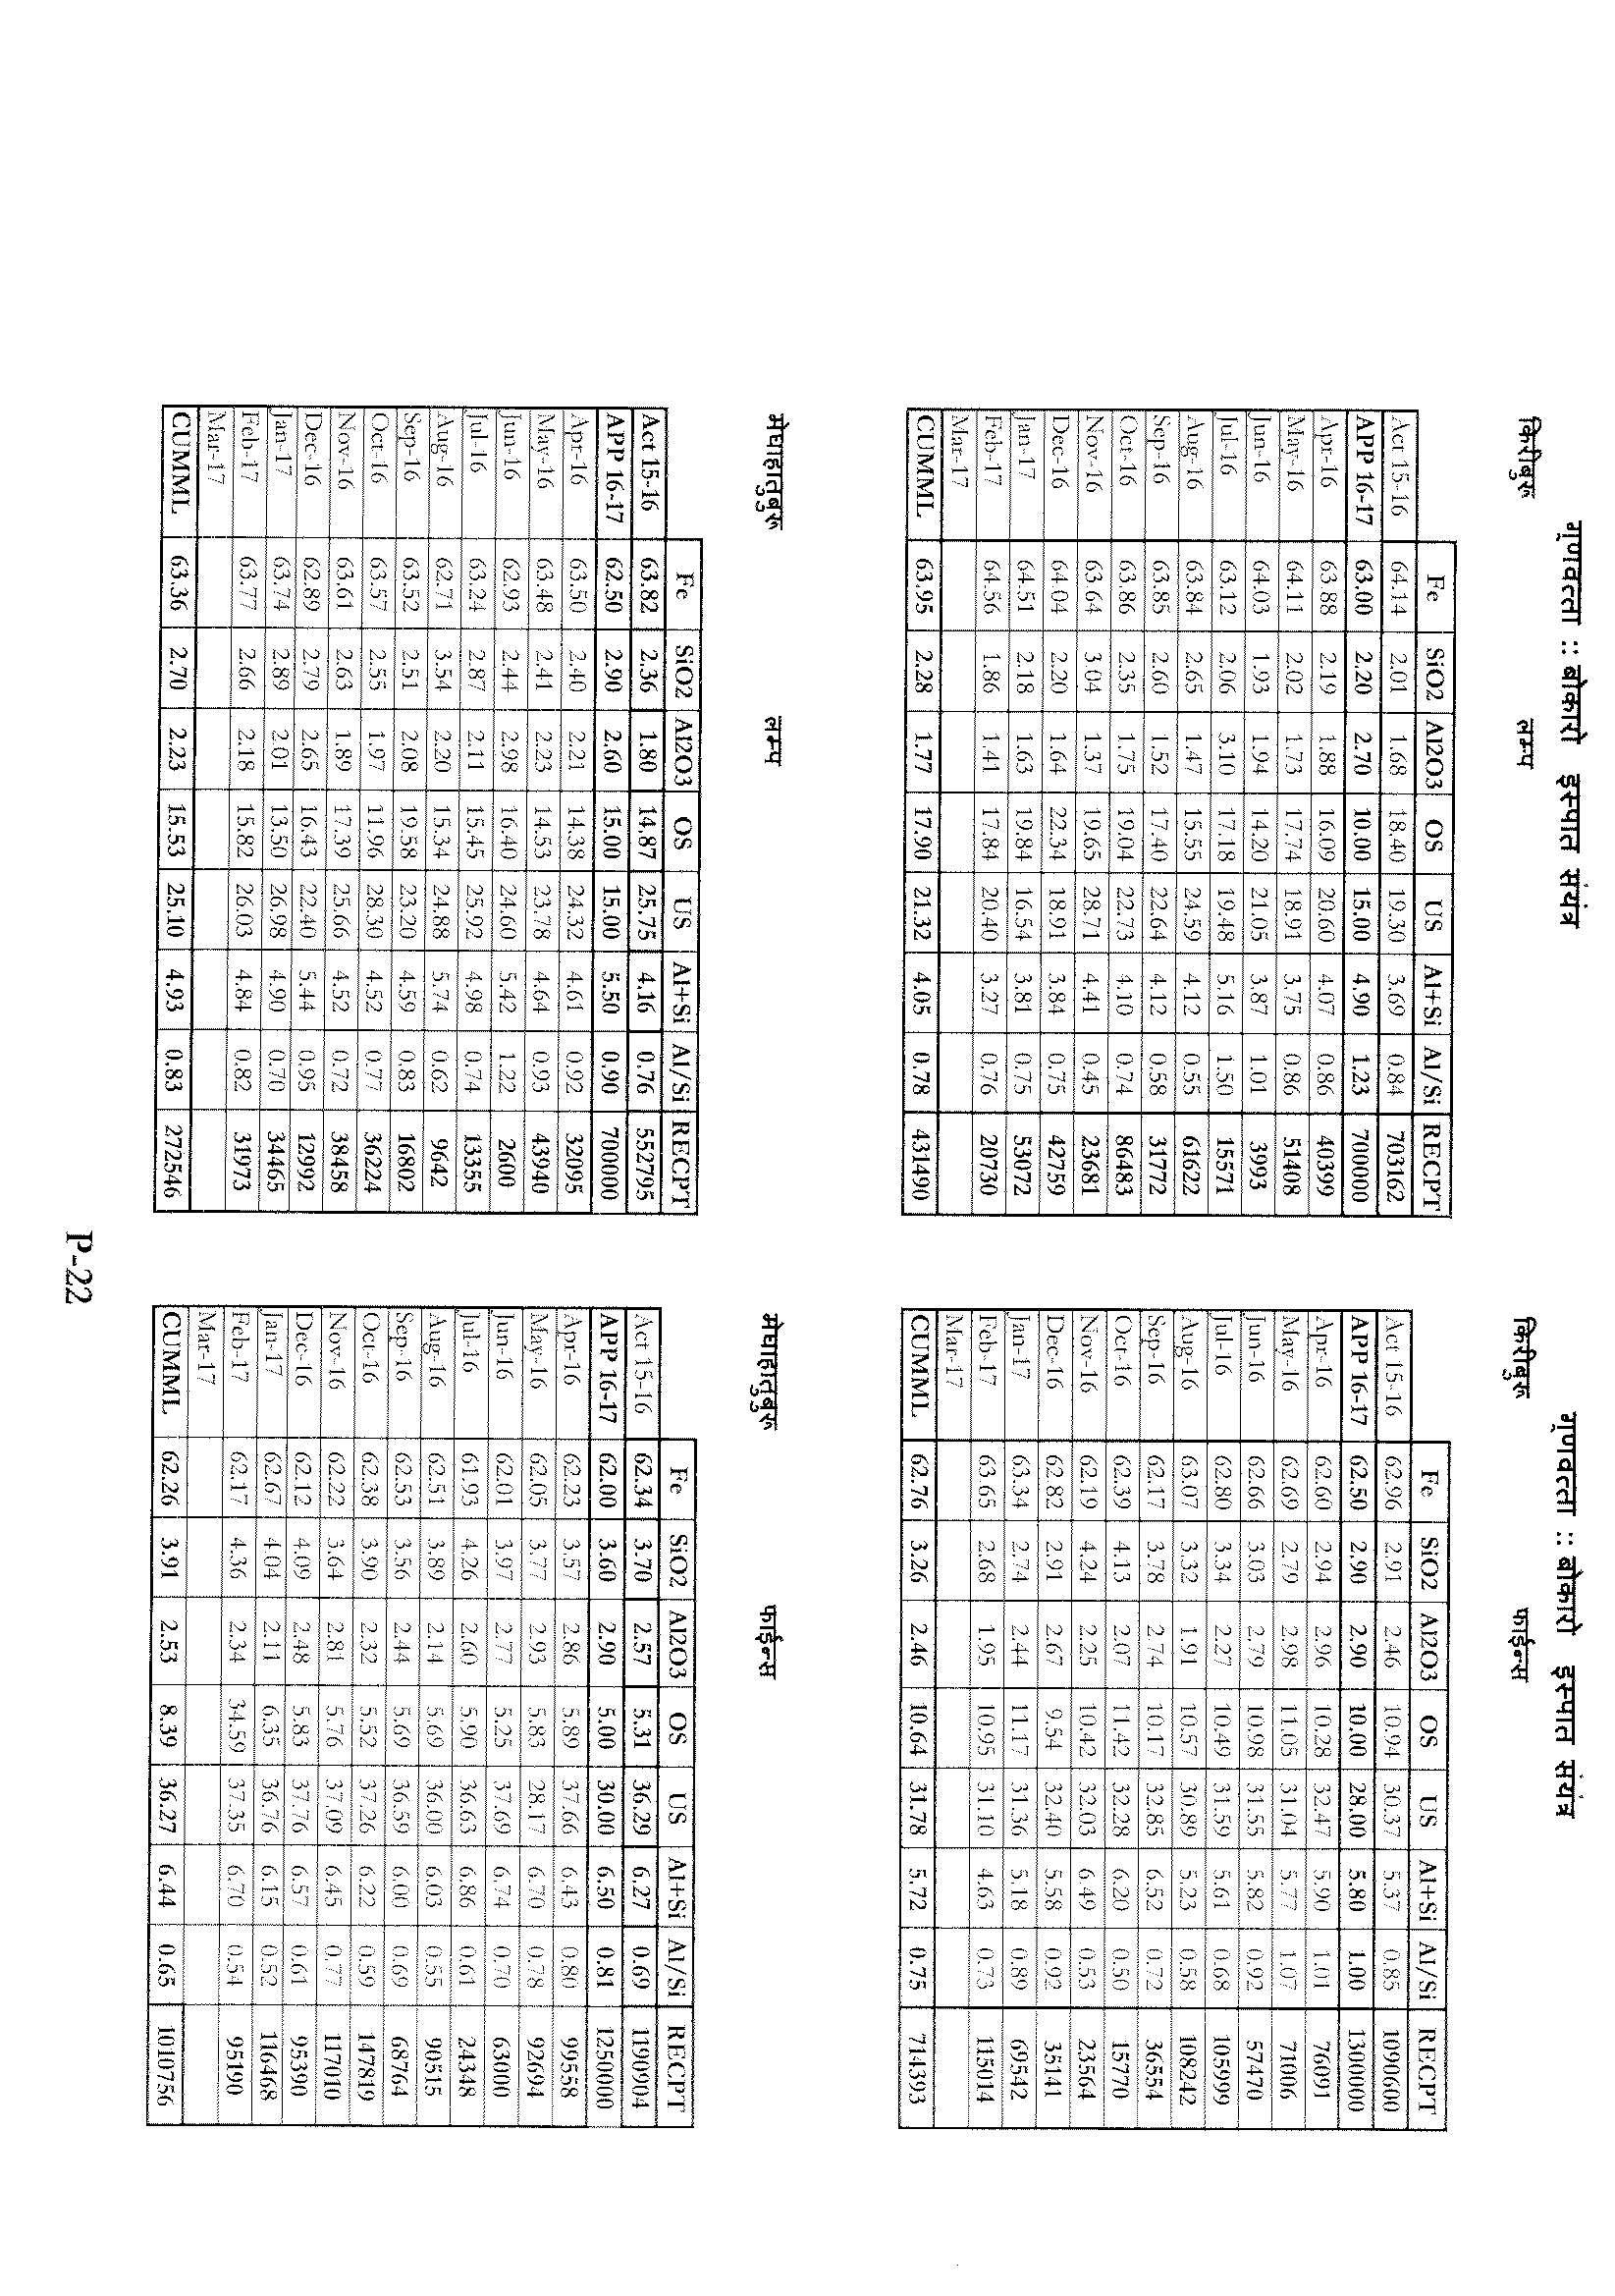 गुणवत्ता :: बोकारो इस्पात संयंत्र
किरीबुरू लम्प
Fe SiO2 Al2O3 OS US Al+Si Al/Si RECPT
Act 15-16 64.14 2.01 1.68 18.40 19.30 3.69 0.84 703162
APP 16-17 63.00 2.20 2.70 10.00 15.00 4.90 1.23 700000
Apr-16 63.88 2.19 1.88 16.09 20.60 4.07 0.86 40399
May-16 64.11 2.02 1.73 17.74 18.91 3.75 0.86 51408
Jun-16 64.03 1.93 1.94 14.20 21.05 3.87 1.01 3993
Jul-16 63.12 2.06 3.10 17.18 19.48 5.16 1.50 15571
Aug-16 63.84 2.65 1.47 15.55 24.59 4.12 0.55 61622
Sep-16 63.85 2.60 1.52 17.40 22.64 4.12 0.58 31772
Oct-16 63.86 2.35 1.75 19.04 22.73 4.10 0.74 86483
Nov-16 63.64 3.04 1.37 19.65 28.71 4.41 0.45 23681
Dec-16 64.04 2.20 1.64 22.34 18.91 3.84 0.75 42759
Jan-17 64.51 2.18 1.63 19.84 16.54 3.81 0.75 53072
Feb-17 64.56 1.86 1.41 17.84 20.40 3.27 0.76 20730
Mar-17
CUMML 63.95 2.28 1.77 17.90 21.32 4.05 0.78 431490
गुणवत्ता :: बोकारो इस्पात संयंत्र
किरीबुरू फाईन्स
Fe SiO2 Al2O3 OS US Al+Si Al/Si RECPT
Act 15-16 62.96 2.91 2.46 10.94 30.37 5.37 0.85 1090600
APP 16-17 62.50 2.90 2.90 10.00 28.00 5.80 1.00 1300000
Apr-16 62.60 2.94 2.96 10.28 32.47 5.90 1.01 76091
May-16 62.69 2.79 2.98 11.05 31.04 5.77 1.07 71006
Jun-16 62.66 3.03 2.79 10.98 31.55 5.82 0.92 57470
Jul-16 62.80 3.34 2.27 10.49 31.59 5.61 0.68 105999
Aug-16 63.07 3.32 1.91 10.57 30.89 5.23 0.58 108242
Sep-16 62.17 3.78 2.74 10.17 32.85 6.52 0.72 36554
Oct-16 62.39 4.13 2.07 11.42 32.28 6.20 0.50 15770
Nov-16 62.19 4.24 2.25 10.42 32.03 6.49 0.53 23564
Dec-16 62.82 2.91 2.67 9.54 32.40 5.58 0.92 35141
Jan-17 63.34 2.74 2.44 11.17 31.36 5.18 0.89 69542
Feb-17 63.65 2.68 1.95 10.95 31.10 4.63 0.73 115014
Mar-17
CUMML 62.76 3.26 2.46 10.64 31.78 5.72 0.75 714393
मेघाहातुबुरू लम्प
Fe SiO2 Al2O3 OS US Al+Si Al/Si RECPT
Act 15-16 63.82 2.36 1.80 14.87 25.75 4.16 0.76 552795
APP 16-17 62.50 2.90 2.60 15.00 15.00 5.50 0.90 700000
Apr-16 63.50 2.40 2.21 14.38 24.32 4.61 0.92 32095
May-16 63.48 2.41 2.23 14.53 23.78 4.64 0.93 43940
Jun-16 62.93 2.44 2.98 16.40 24.60 5.42 1.22 2600
Jul-16 63.24 2.87 2.11 15.45 25.92 4.98 0.74 13355
Aug-16 62.71 3.54 2.20 15.34 24.88 5.74 0.62 9642
Sep-16 63.52 2.51 2.08 19.58 23.20 4.59 0.83 16802
Oct-16 63.57 2.55 1.97 11.96 28.30 4.52 0.77 36224
Nov-16 63.61 2.63 1.89 17.39 25.66 4.52 0.72 38458
Dec-16 62.89 2.79 2.65 16.43 22.40 5.44 0.95 12992
Jan-17 63.74 2.89 2.01 13.50 26.98 4.90 0.70 34465
Feb-17 63.77 2.66 2.18 15.82 26.03 4.84 0.82 31973
Mar-17
CUMML 63.36 2.70 2.23 15.53 25.10 4.93 0.83 272546
मेघाहातुबुरू फाईन्स
Fe SiO2 Al2O3 OS US Al+Si Al/Si RECPT
Act 15-16 62.34 3.70 2.57 5.31 36.29 6.27 0.69 1190904
APP 16-17 62.00 3.60 2.90 5.00 30.00 6.50 0.81 1250000
Apr-16 62.23 3.57 2.86 5.89 37.66 6.43 0.80 99558
May-16 62.05 3.77 2.93 5.83 28.17 6.70 0.78 92694
Jun-16 62.01 3.97 2.77 5.25 37.69 6.74 0.70 63000
Jul-16 61.93 4.26 2.60 5.90 36.63 6.86 0.61 24348
Aug-16 62.51 3.89 2.14 5.69 36.00 6.03 0.55 90515
Sep-16 62.53 3.56 2.44 5.69 36.59 6.00 0.69 68764
Oct-16 62.38 3.90 2.32 5.52 37.26 6.22 0.59 147819
Nov-16 62.22 3.64 2.81 5.76 37.09 6.45 0.77 117010
Dec-16 62.12 4.09 2.48 5.83 37.76 6.57 0.61 95390
Jan-17 62.67 4.04 2.11 6.35 36.76 6.15 0.52 116468
Feb-17 62.17 4.36 2.34 34.59 37.35 6.70 0.54 95190
Mar-17
CUMML 62.26 3.91 2.53 8.39 36.27 6.44 0.65 1010756
P-22